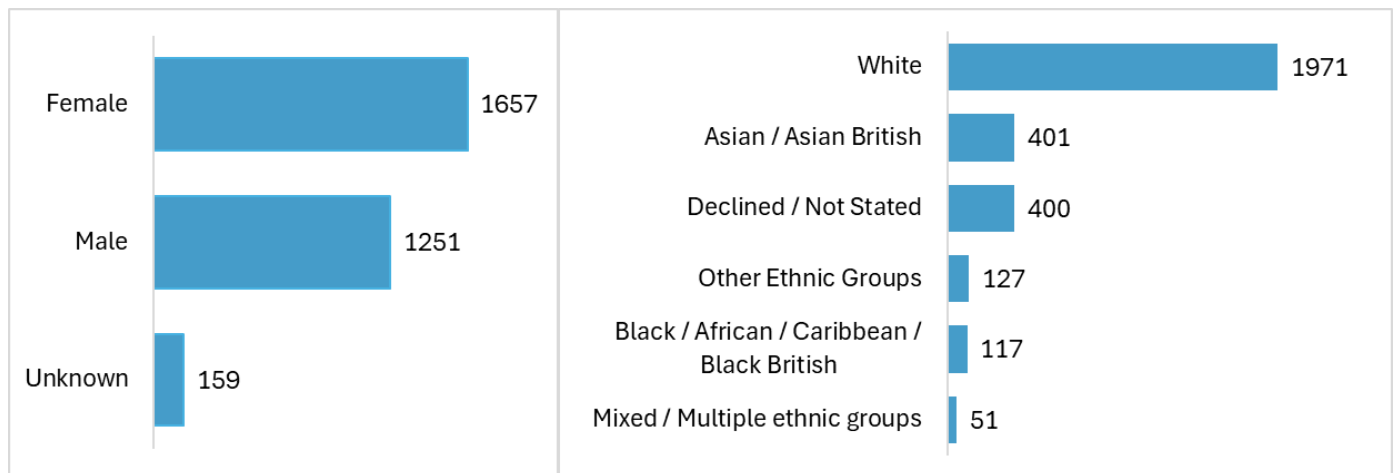 Female 1657
Male 1251
Unknown 159
White 1971
Asian / Asian British 401
Declined / Not Stated 400
Other Ethnic Groups 127
Black / African / Caribbean /
Black British 117
Mixed / Multiple ethnic groups 51